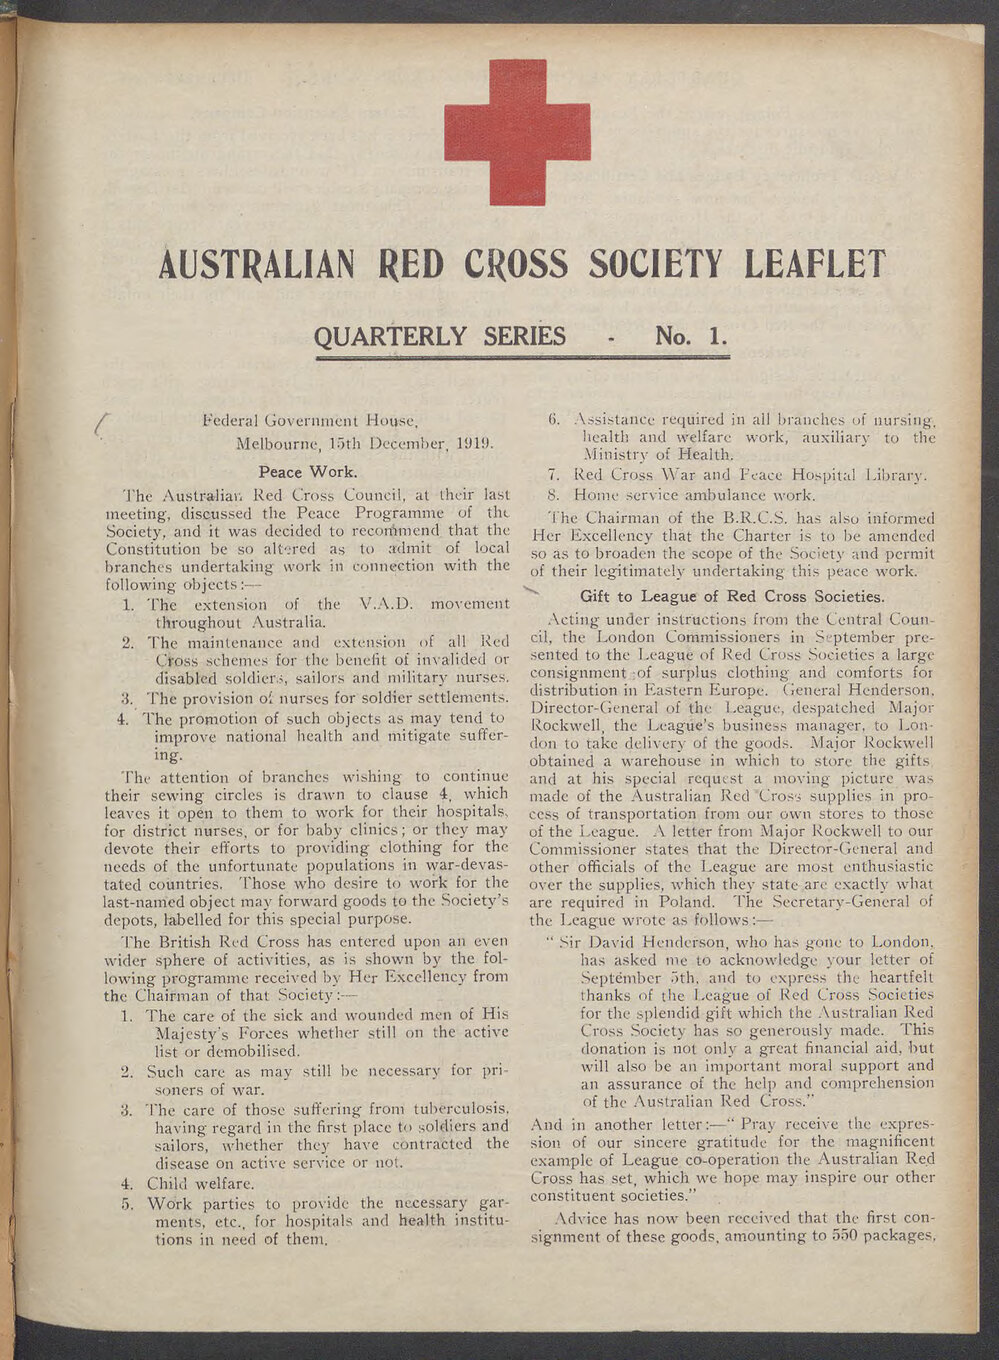 AUSTRALIAN RED CROSS SOCIETY LEAFLET
QUARTERLY SERIES - No. 1.
Federal Government House,
Melbourne, 15th December, 1919.
Peace Work.
The Australian Red Cross Council, at their last
meeting, discussed the Peace Programme of the
Society, and it was decided to recommend that the
Constitution be so altered as to admit of local
branches undertaking work in connection with the
following objects:—
1. The extension of the V.A.D. movement
throughout Australia.
2. The maintenance and extension of all Red
Cross schemes for the benefit of invalided or
disabled soldiers, sailors and military nurses.
3. The provision of nurses for soldier settlements.
4. The promotion of such objects as may tend to
improve national health and mitigate suffer-
ing.
The attention of branches wishing to continue
their sewing circles is drawn to clause 4, which
leaves it open to them to work for their hospitals,
for district nurses, or for baby clinics; or they may
devote their efforts to providing clothing for the
needs of the unfortunate populations in war-devas-
tated countries. Those who desire to work for the
last-named object may forward goods to the Society's
depots, labelled for this special purpose.
The British Red Cross has entered upon an even
wider sphere of activities, as is shown by the fol-
lowing programme received by Her Excellency from
the Chairman of that Society:—
1. The care of the sick and wounded men of His
Majesty's Forces whether still on the active
list or demobilised.
2. Such care as may still be necessary for pri-
soners of war.
3. The care of those suffering from tuberculosis,
having regard in the first place to soldiers and
sailors, whether they have contracted the
disease on active service or not.
4. Child welfare.
5. Work parties to provide the necessary gar-
ments, etc., for hospitals and health institu-
tions in need of them.
6. Assistance required in all branches of nursing,
health and welfare work, auxiliary to the
Ministry of Health.
7. Red Cross War and Peace Hospital Library.
8. Home service ambulance work.
The Chairman of the B.R.C.S. has also informed
Her Excellency that the Charter is to be amended
so as to broaden the scope of the Society and permit
of their legitimately undertaking this peace work.
Gift to League of Red Cross Societies.
Acting under instructions from the Central Coun-
cil, the London Commissioners in September pre-
sented to the League of Red Cross Societies a large
consignment of surplus clothing and comforts for
distribution in Eastern Europe. General Henderson,
Director-General of the League, despatched Major
Rockwell, the League's business manager, to Lon-
don to take delivery of the goods. Major Rockwell
obtained a warehouse in which to store the gifts,
and at his special request a moving picture was
made of the Australian Red Cross supplies in pro-
cess of transportation from our own stores to those
of the League. A letter from Major Rockwell to our
Commissioner states that the Director-General and
other officials of the League are most enthusiastic
over the supplies, which they state are exactly what
are required in Poland. The Secretary-General of
the League wrote as follows:—
"Sir David Henderson, who has gone to London,
has asked me to acknowledge your letter of
September 5th, and to express the heartfelt
thanks of the League of Red Cross Societies
for the splendid gift which the Australian Red
Cross Society has so generously made. This
donation is not only a great financial aid, but
will also be an important moral support and
an assurance of the help and comprehension
of the Australian Red Cross."
And in another letter:—"Pray receive the expres-
sion of our sincere gratitude for the magnificent
example of League co-operation the Australian Red
Cross has set, which we hope may inspire our other
constituent societies."
Advice has now been received that the first con-
signment of these goods, amounting to 550 packages,